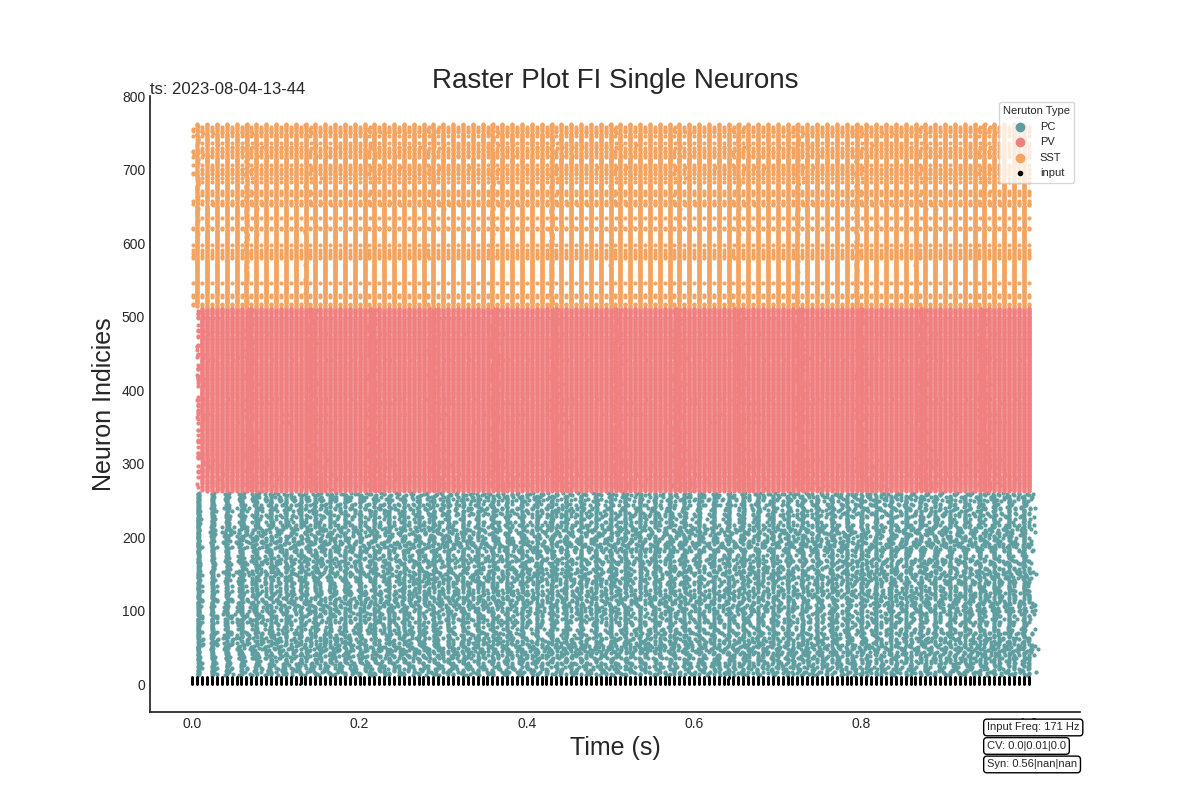 Raster Plot FI Single Neurons
ts: 2023-08-04-13-44
800
700
600
500
400
300
200
100
0
Neuron Indicies
Neruton Type
PC
PV
SST
input
0.0 0.2 0.4 0.6 0.8
Time (s)
Input Freq: 171 Hz
CV: 0.0|0.01|0.0
Syn: 0.56|nan|nan